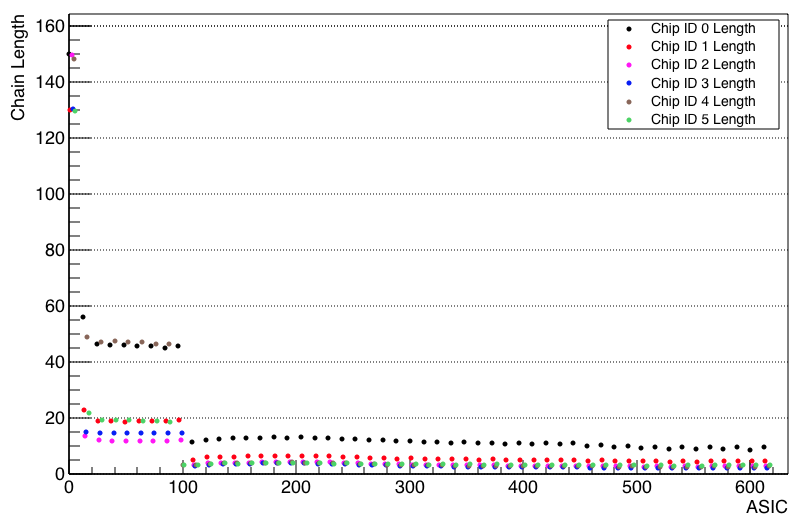 Chain Length
160
140
120
100
80
60
40
20
0
Chip ID 0 Length
Chip ID 1 Length
Chip ID 2 Length
Chip ID 3 Length
Chip ID 4 Length
Chip ID 5 Length
0 100 200 300 400 500 600
ASIC